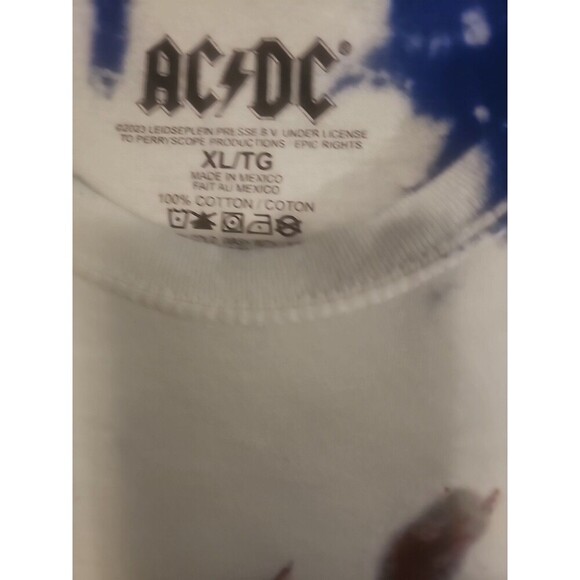 AC⚡DC®
©2023 LEIDSEPLEIN PRESSE B.V. UNDER LICENSE
TO PERRYSCOPE PRODUCTIONS · EPIC RIGHTS
XL/TG
MADE IN MEXICO
FAIT AU MEXICO
100% COTTON / COTON